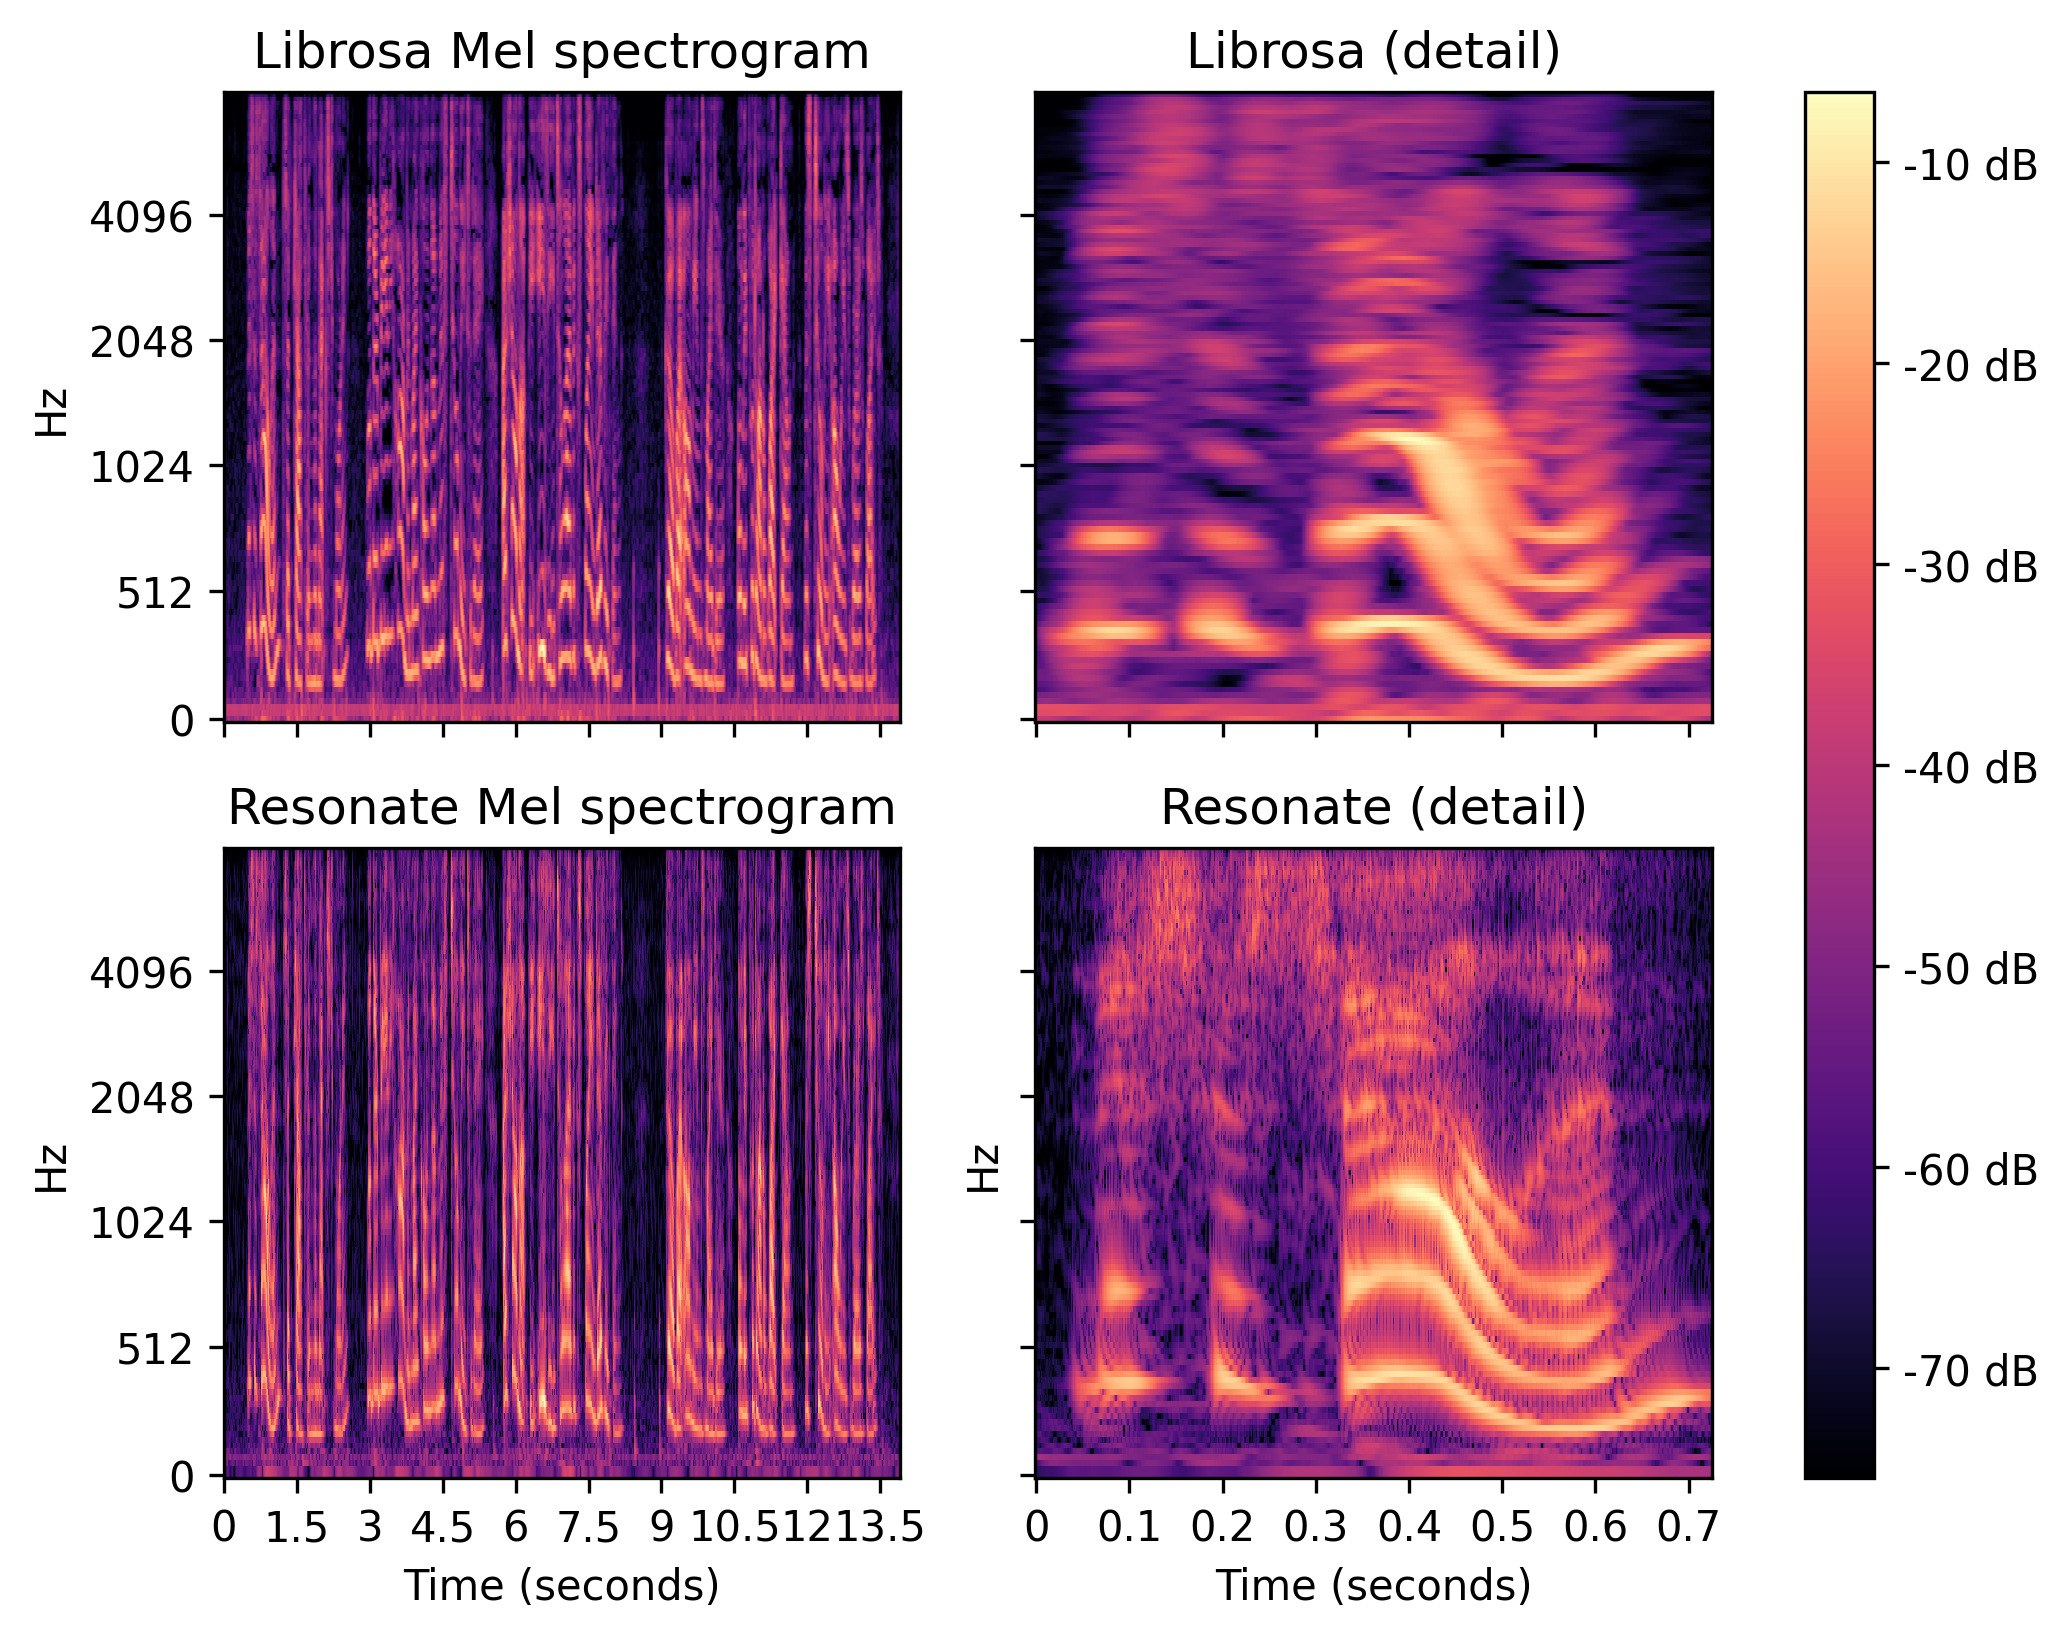 Librosa Mel spectrogram
Librosa (detail)
4096
2048
1024
512
0
Hz
Resonate Mel spectrogram
Resonate (detail)
4096
2048
1024
512
0
Hz
Hz
0 1.5 3 4.5 6 7.5 9 10.5 12 13.5
Time (seconds)
0 0.1 0.2 0.3 0.4 0.5 0.6 0.7
Time (seconds)
-10 dB
-20 dB
-30 dB
-40 dB
-50 dB
-60 dB
-70 dB